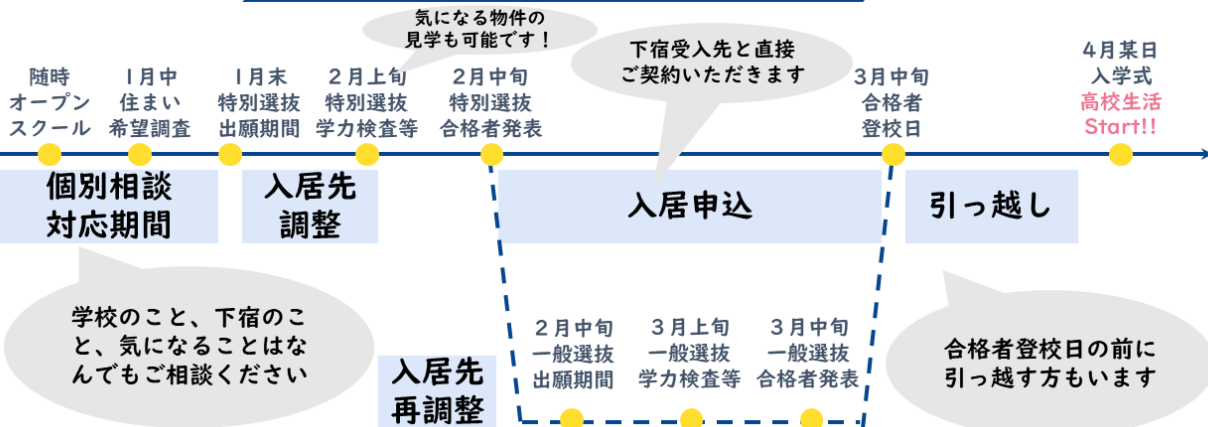 気になる物件の
見学も可能です！
下宿受入先と直接
ご契約いただきます
随時
オープン
スクール
1月中
住まい
希望調査
1月末
特別選抜
出願期間
2月上旬
特別選抜
学力検査等
2月中旬
特別選抜
合格者発表
3月中旬
合格者
登校日
4月某日
入学式
高校生活
Start!!
個別相談
対応期間
入居先
調整
入居申込
引っ越し
学校のこと、下宿のこ
と、気になることはな
んでもご相談ください
入居先
再調整
2月中旬
一般選抜
出願期間
3月上旬
一般選抜
学力検査等
3月中旬
一般選抜
合格者発表
合格者登校日の前に
引っ越す方もいます